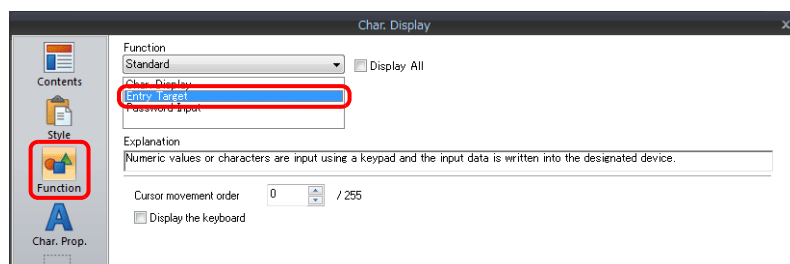 Char. Display
Contents
Style
Function
Char. Prop.
Function
Standard
Display All
Char. Display
Entry Target
Password Input
Explanation
Numeric values or characters are input using a keypad and the input data is written into the designated device.
Cursor movement order 0 / 255
Display the keyboard